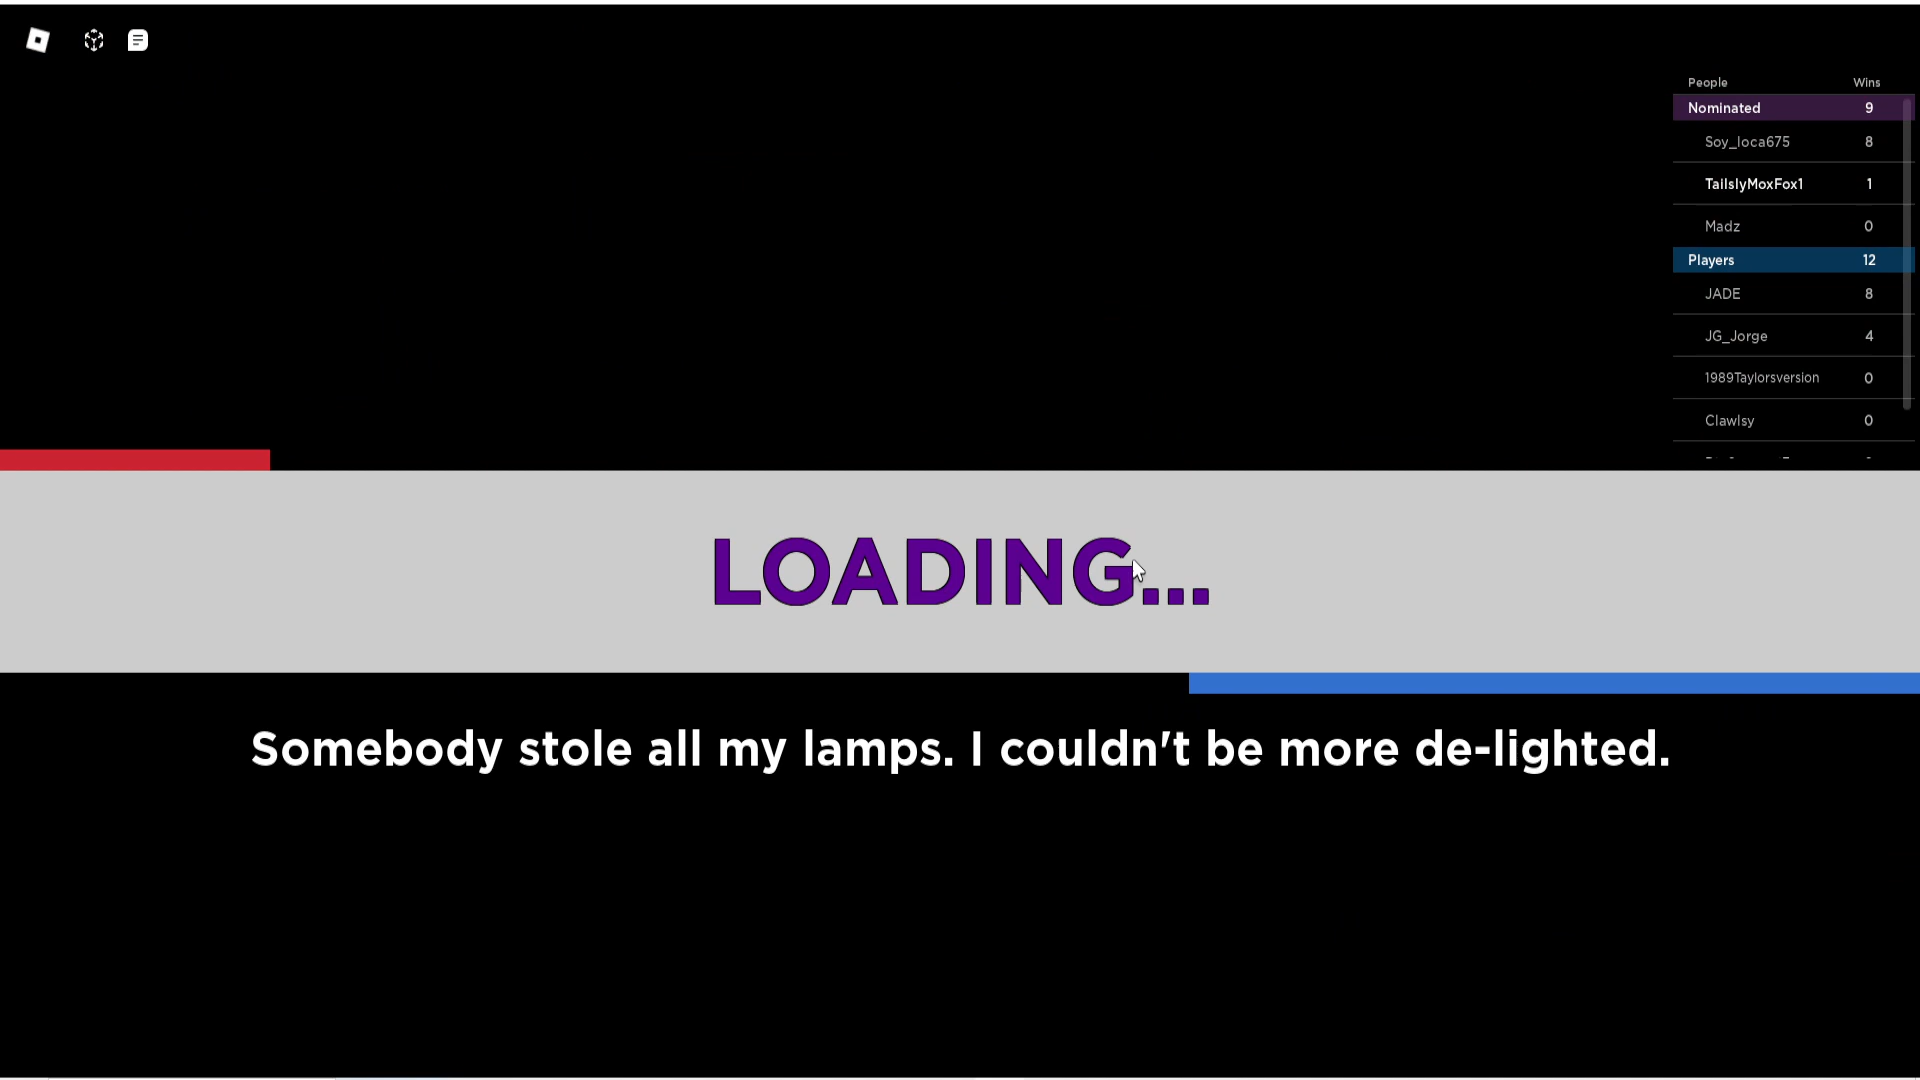 People Wins
Nominated 9
Soy_loca675 8
TailslyMoxFox1 1
Madz 0
Players 12
JADE 8
JG_Jorge 4
1989Taylorsversion 0
Clawlsy 0
LOADING...
Somebody stole all my lamps. I couldn't be more de-lighted.